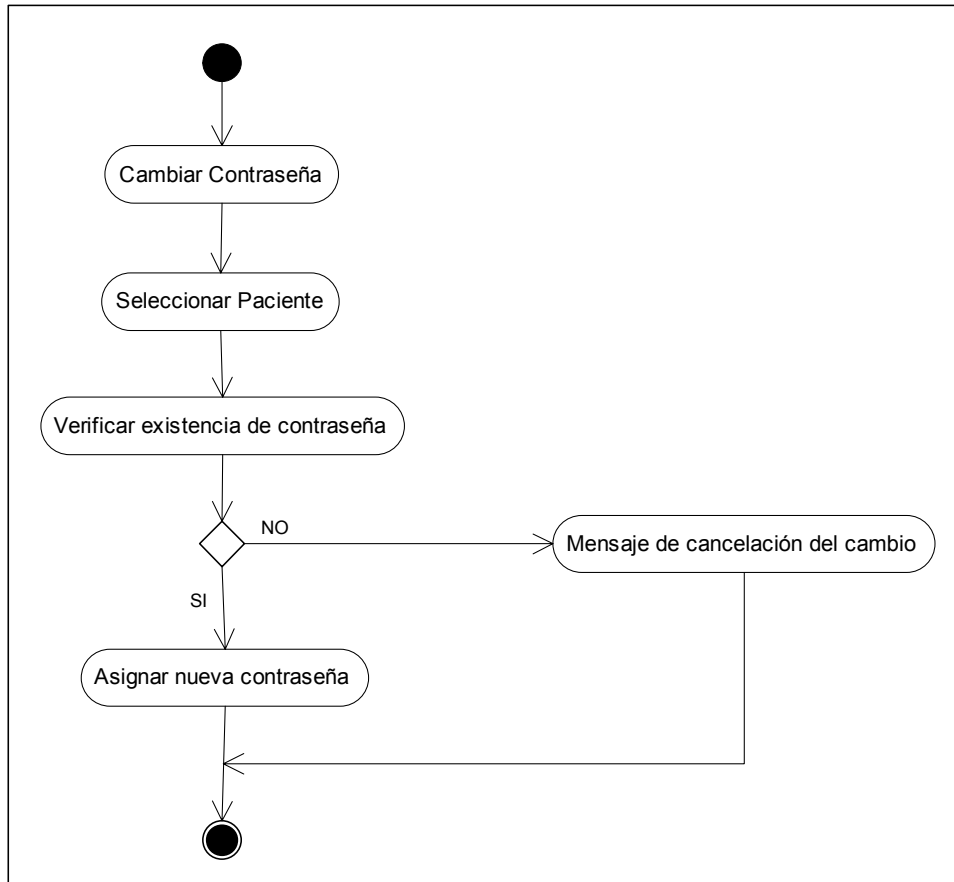 Cambiar Contraseña
Seleccionar Paciente
Verificar existencia de contraseña
NO
Mensaje de cancelación del cambio
SI
Asignar nueva contraseña